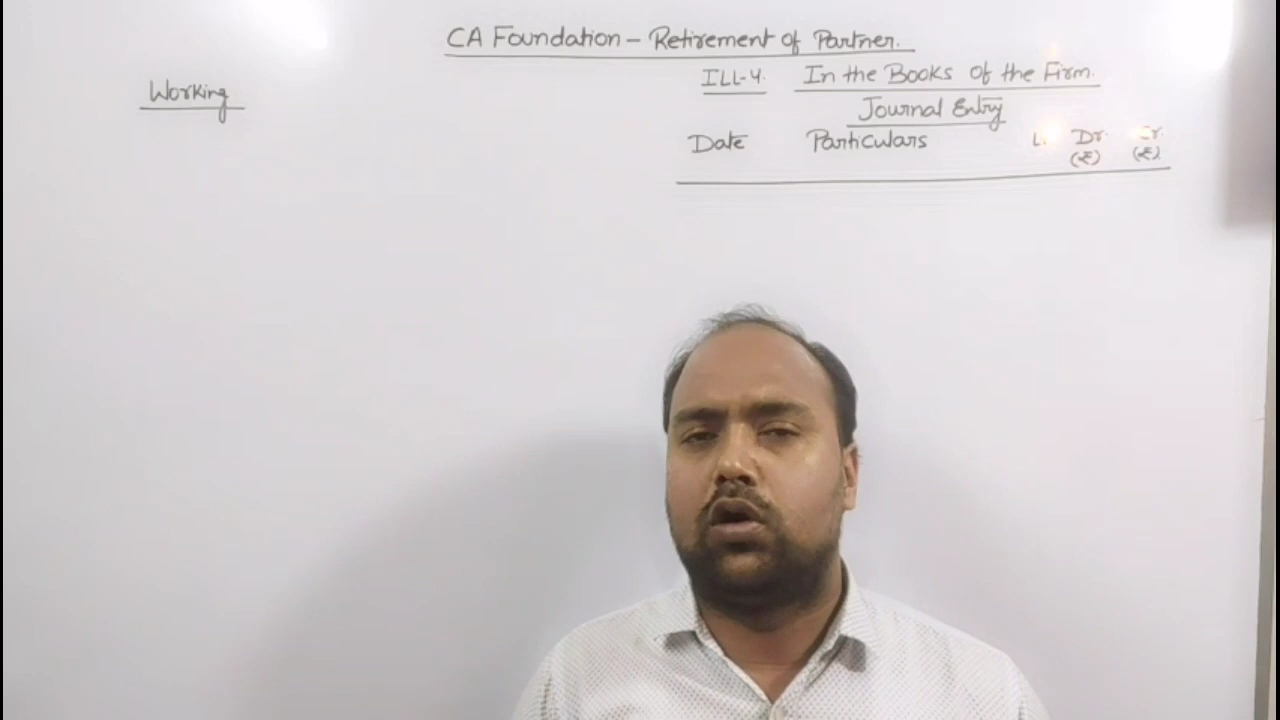 CA Foundation – Retirement of Partner.
Working
ILL-4. In the Books of the Firm.
Journal Entry
Date Particulars L. Dr. Cr.
(₹) (₹)